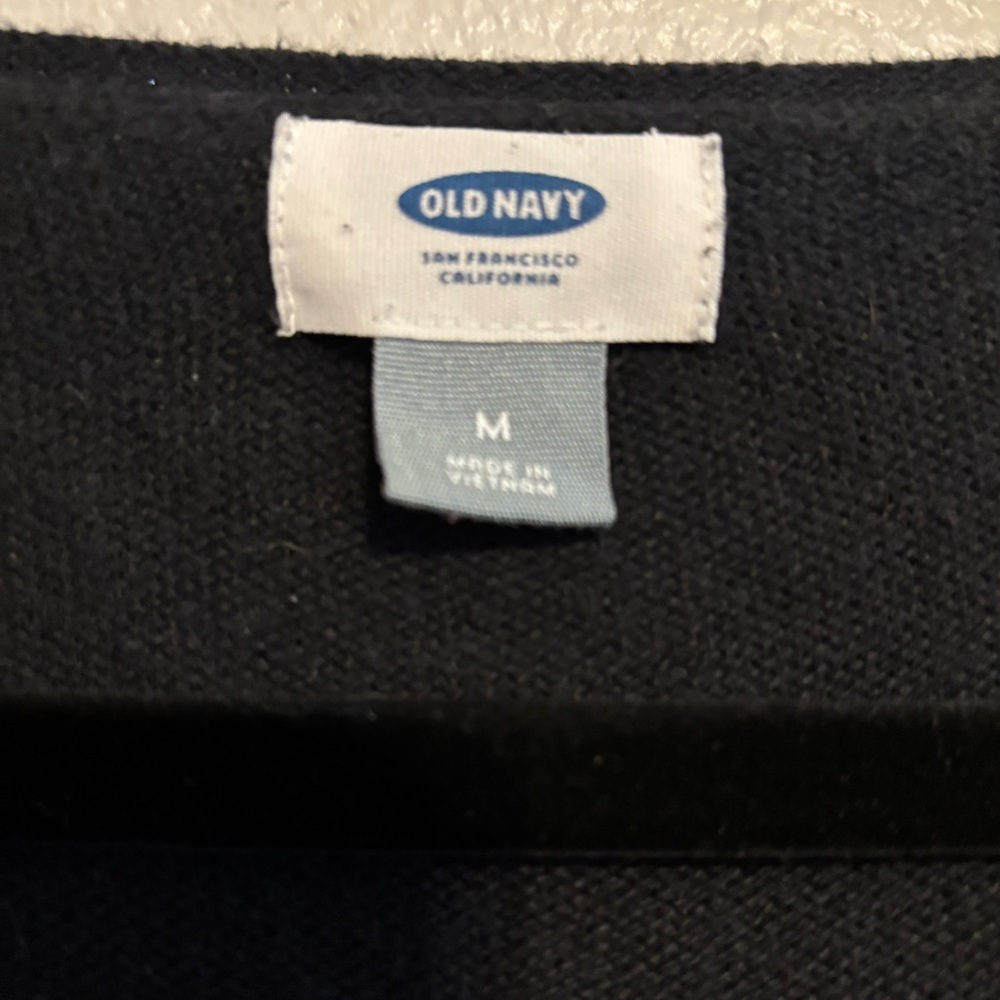 OLD NAVY
SAN FRANCISCO
CALIFORNIA
M
MADE IN
VIETNAM